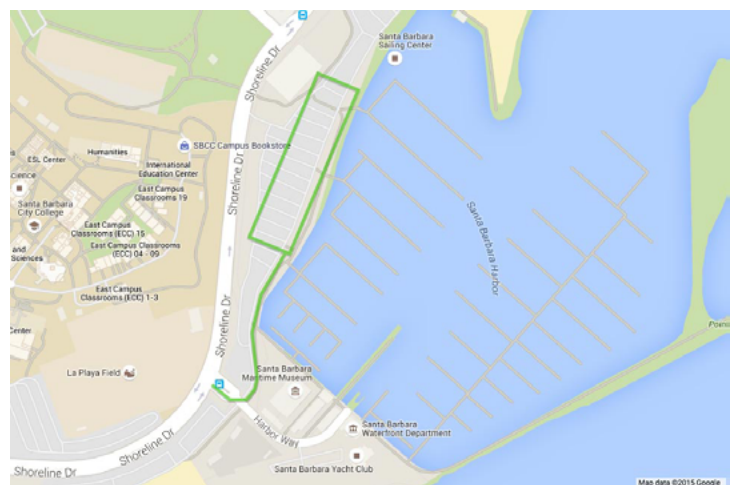 Santa Barbara
Sailing Center
Shoreline Dr
SBCC Campus Bookstore
Humanities
ESL Center
International
Education Center
East Campus
Classrooms 19
Santa Barbara
City College
East Campus
Classrooms (ECC) 15
East Campus Classrooms
(ECC) 04 - 09
and
Sciences
East Campus
Classrooms (ECC) 1-3
Shoreline Dr
Santa Barbara Harbor
Shoreline Dr
Center
La Playa Field
Santa Barbara
Maritime Museum
Harbor Way
Santa Barbara
Waterfront Department
Shoreline Dr
Shoreline Dr
Santa Barbara Yacht Club
Map data ©2015 Google